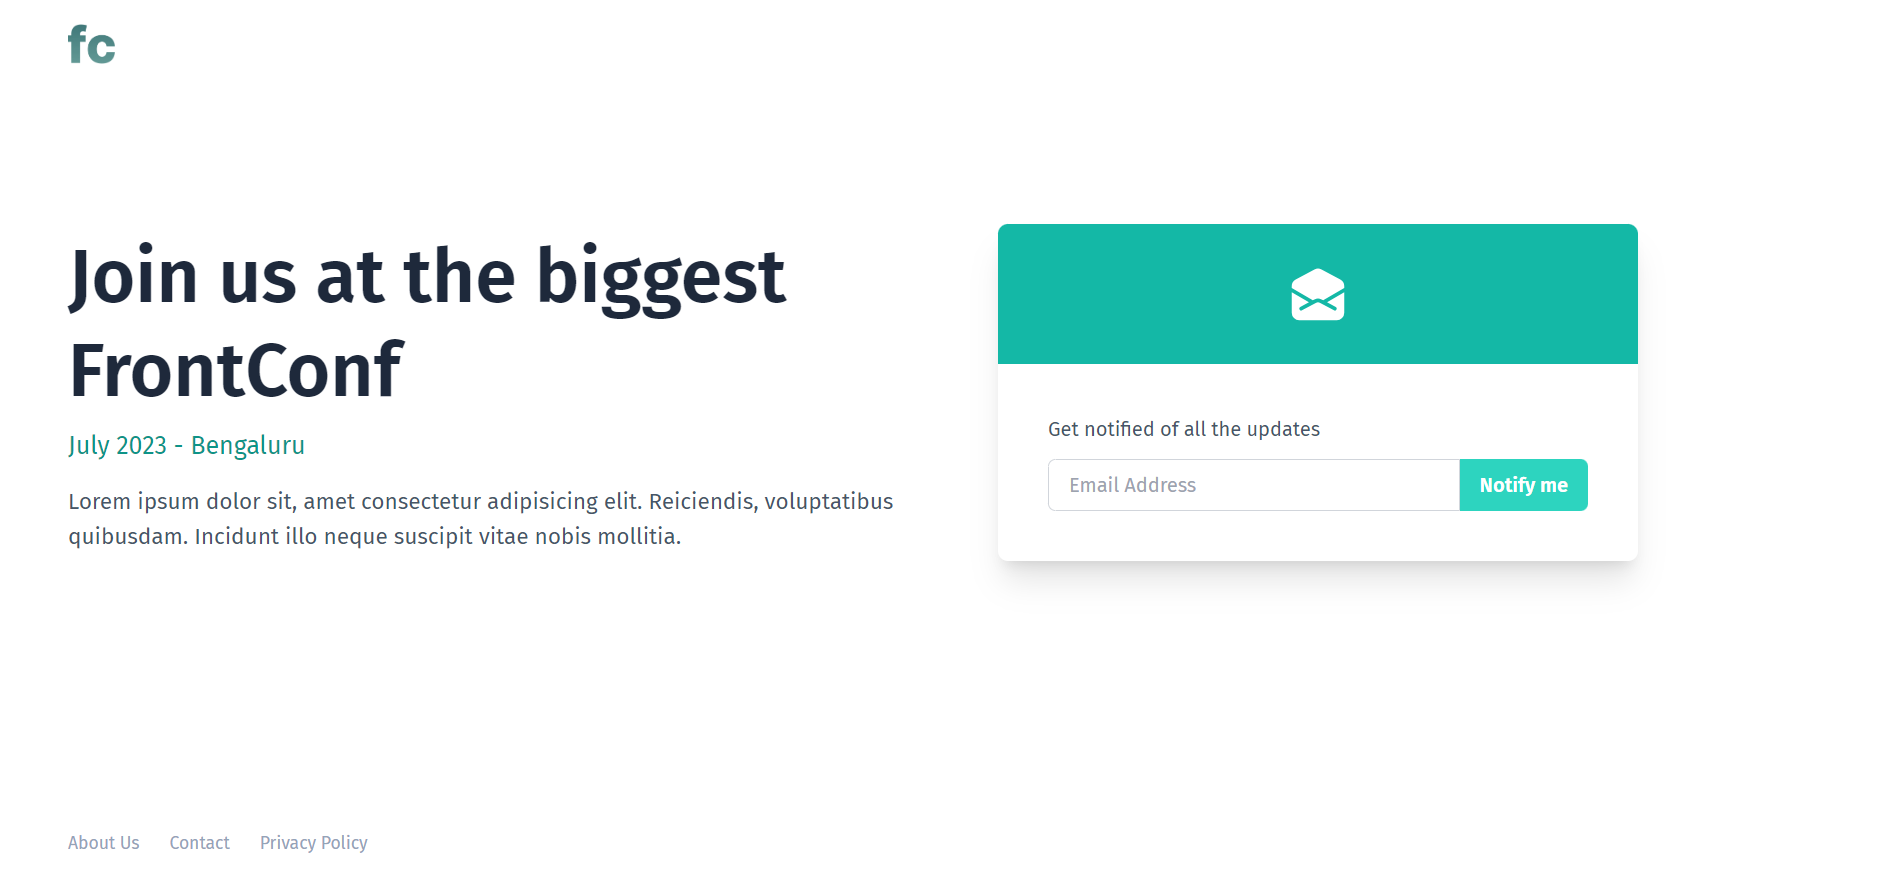 fc
Join us at the biggest
FrontConf
July 2023 - Bengaluru
Lorem ipsum dolor sit, amet consectetur adipisicing elit. Reiciendis, voluptatibus
quibusdam. Incidunt illo neque suscipit vitae nobis mollitia.
Get notified of all the updates
Email Address
Notify me
About Us
Contact
Privacy Policy